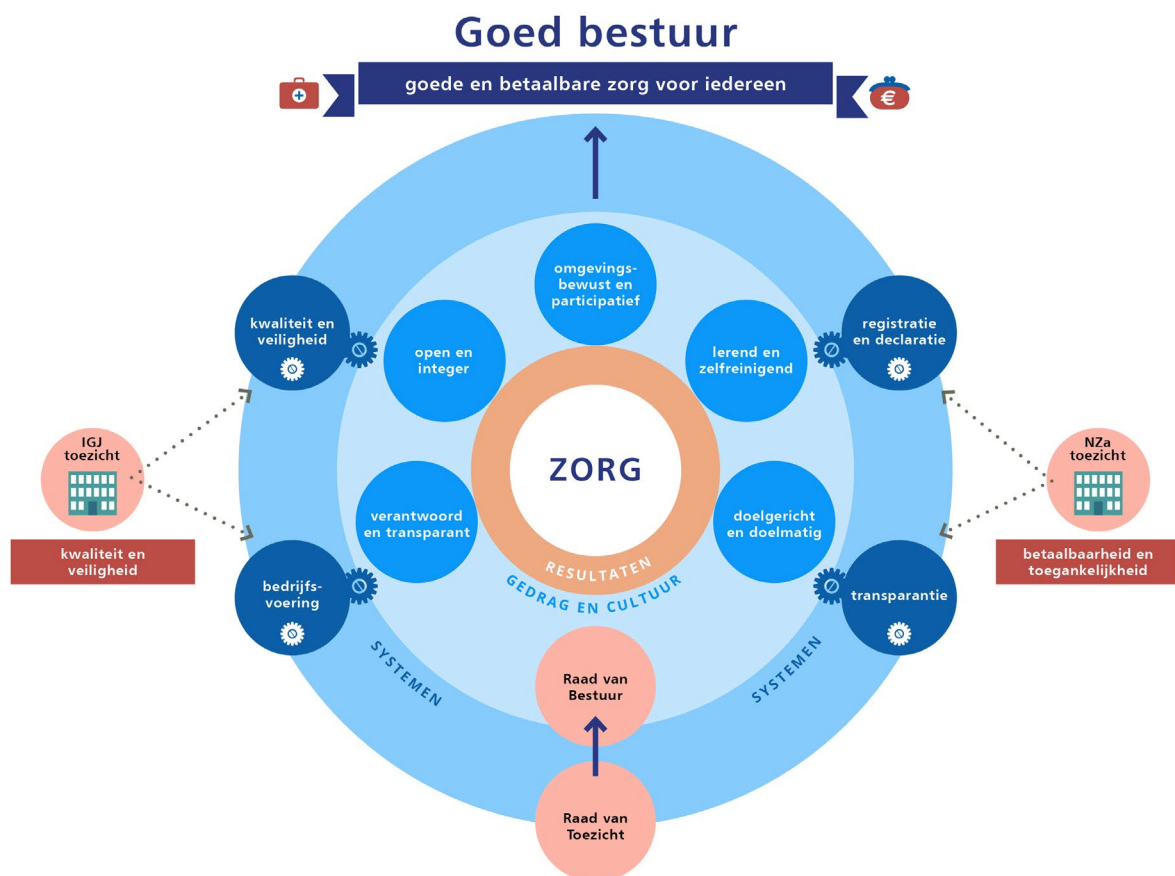 Goed bestuur
goede en betaalbare zorg voor iedereen
€
omgevings-
bewust en
participatief
kwaliteit en
veiligheid
open en
integer
lerend en
zelfreinigend
registratie
en declaratie
IGJ
toezicht
kwaliteit en
veiligheid
ZORG
NZa
toezicht
betaalbaarheid en
toegankelijkheid
verantwoord
en transparant
doelgericht
en doelmatig
RESULTATEN
GEDRAG EN CULTUUR
bedrijfs-
voering
transparantie
SYSTEMEN
SYSTEMEN
Raad van
Bestuur
Raad van
Toezicht